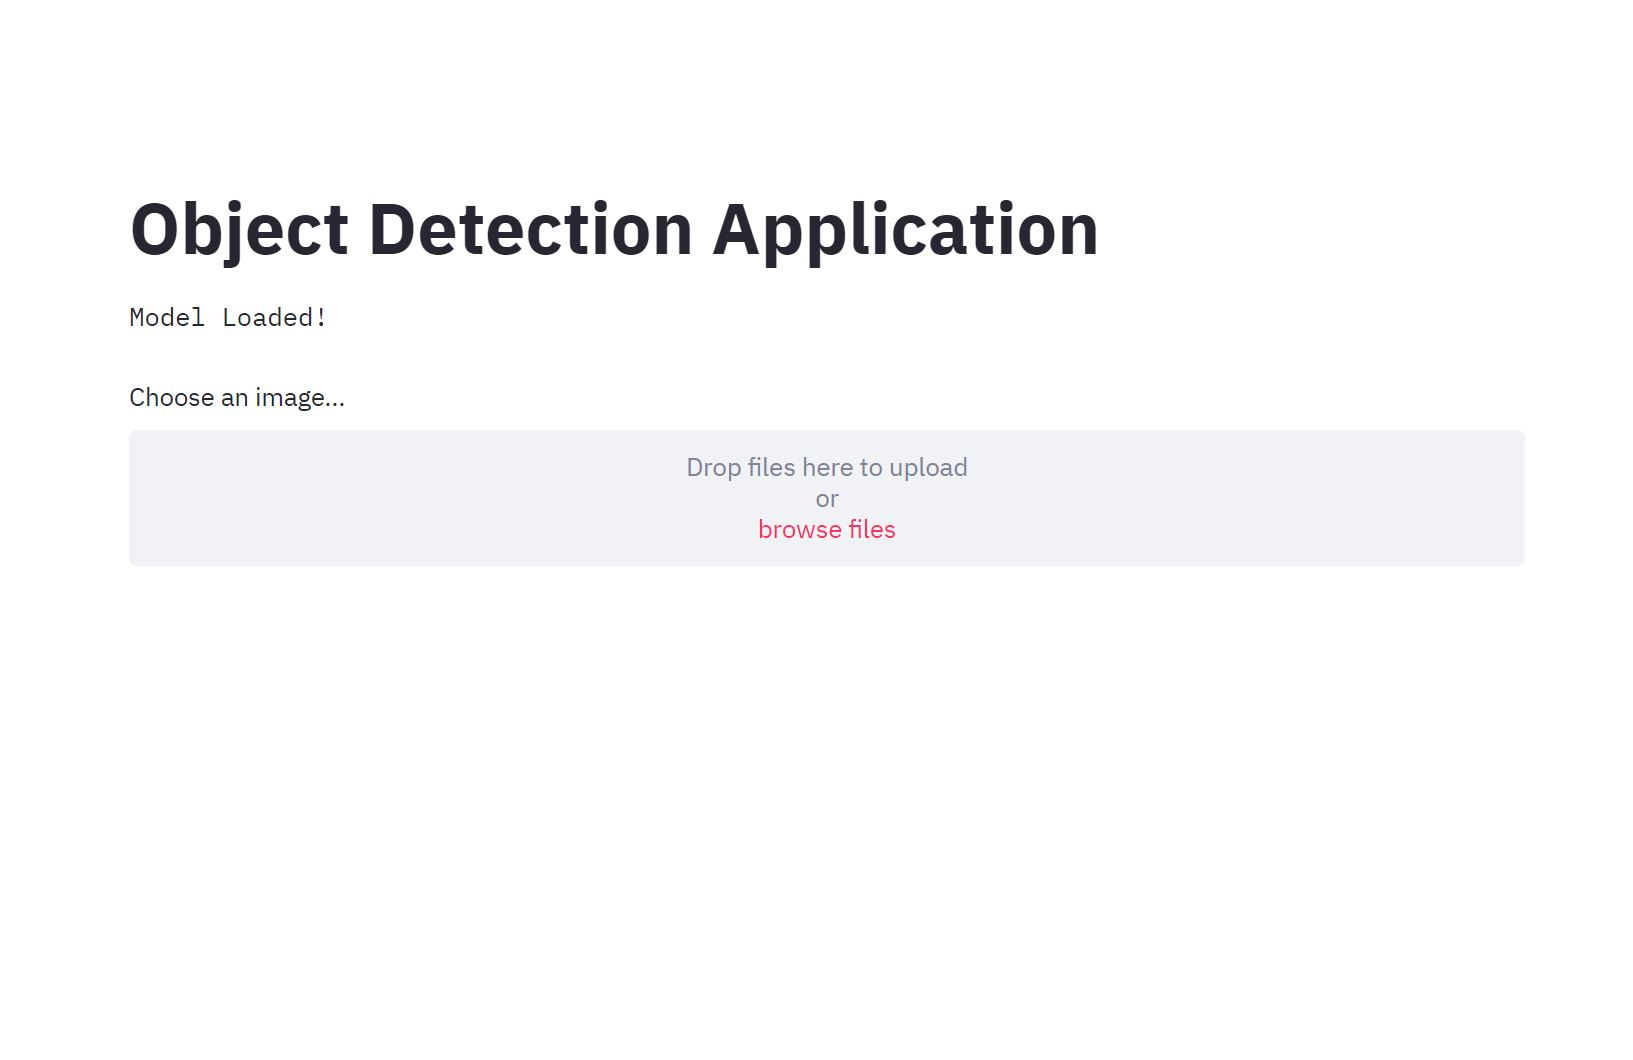 Object Detection Application
Model Loaded!
Choose an image...
Drop files here to upload
or
browse files